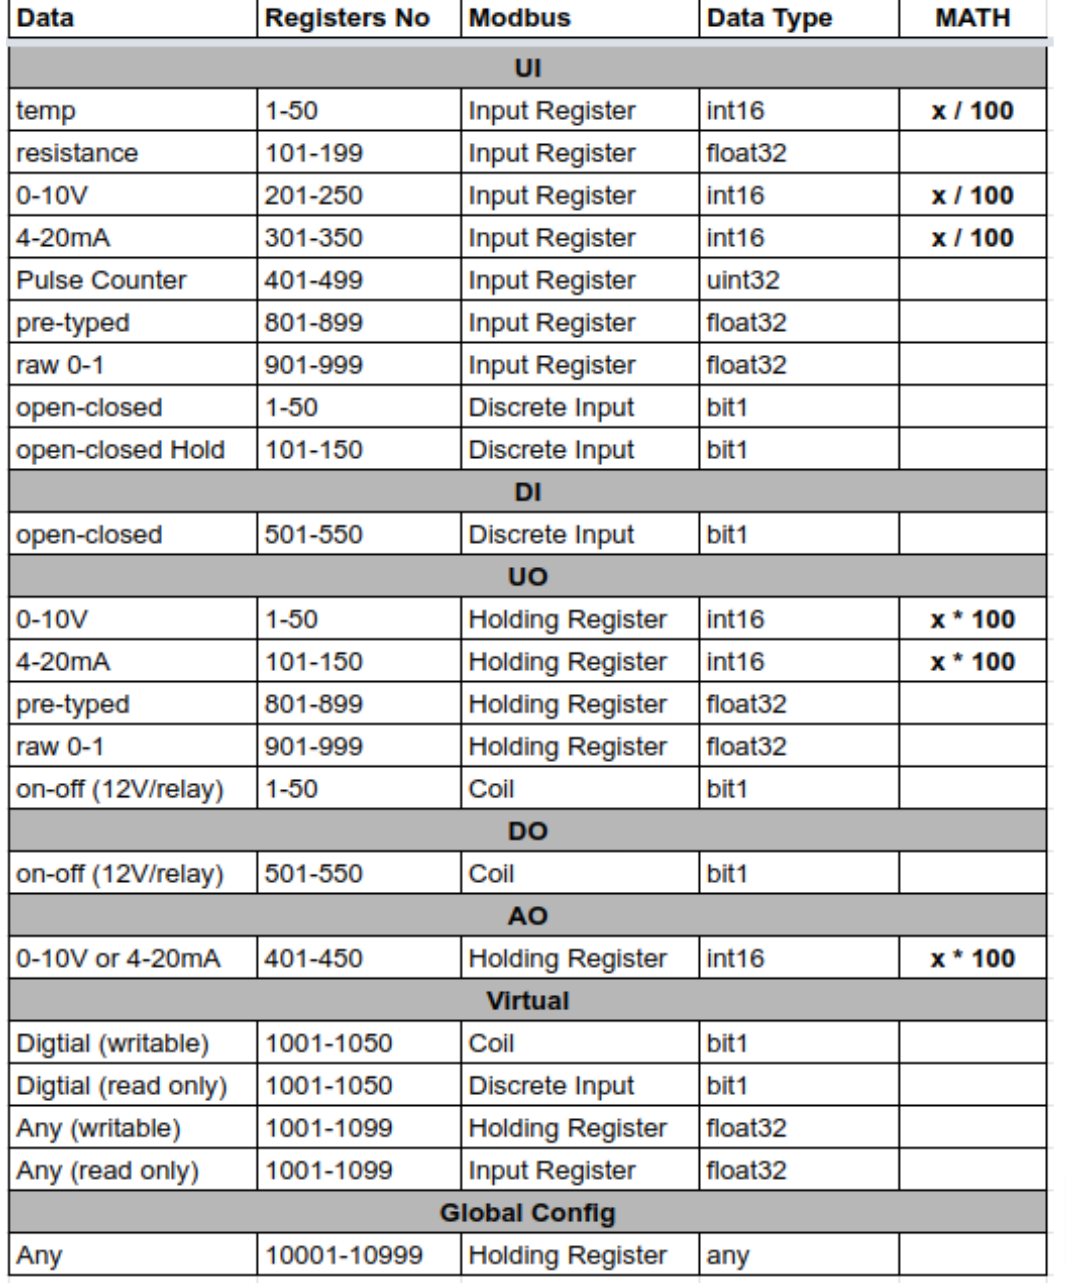 Data Registers No Modbus Data Type MATH
UI
temp 1-50 Input Register int16 x / 100
resistance 101-199 Input Register float32
0-10V 201-250 Input Register int16 x / 100
4-20mA 301-350 Input Register int16 x / 100
Pulse Counter 401-499 Input Register uint32
pre-typed 801-899 Input Register float32
raw 0-1 901-999 Input Register float32
open-closed 1-50 Discrete Input bit1
open-closed Hold 101-150 Discrete Input bit1
DI
open-closed 501-550 Discrete Input bit1
UO
0-10V 1-50 Holding Register int16 x * 100
4-20mA 101-150 Holding Register int16 x * 100
pre-typed 801-899 Holding Register float32
raw 0-1 901-999 Holding Register float32
on-off (12V/relay) 1-50 Coil bit1
DO
on-off (12V/relay) 501-550 Coil bit1
AO
0-10V or 4-20mA 401-450 Holding Register int16 x * 100
Virtual
Digtial (writable) 1001-1050 Coil bit1
Digtial (read only) 1001-1050 Discrete Input bit1
Any (writable) 1001-1099 Holding Register float32
Any (read only) 1001-1099 Input Register float32
Global Config
Any 10001-10999 Holding Register any